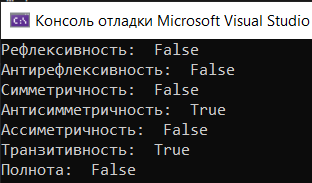 C:\ Консоль отладки Microsoft Visual Studio
Рефлексивность:  False
Антирефлексивность:  False
Симметричность:  False
Антисимметричность:  True
Ассиметричность:  False
Транзитивность:  True
Полнота:  False